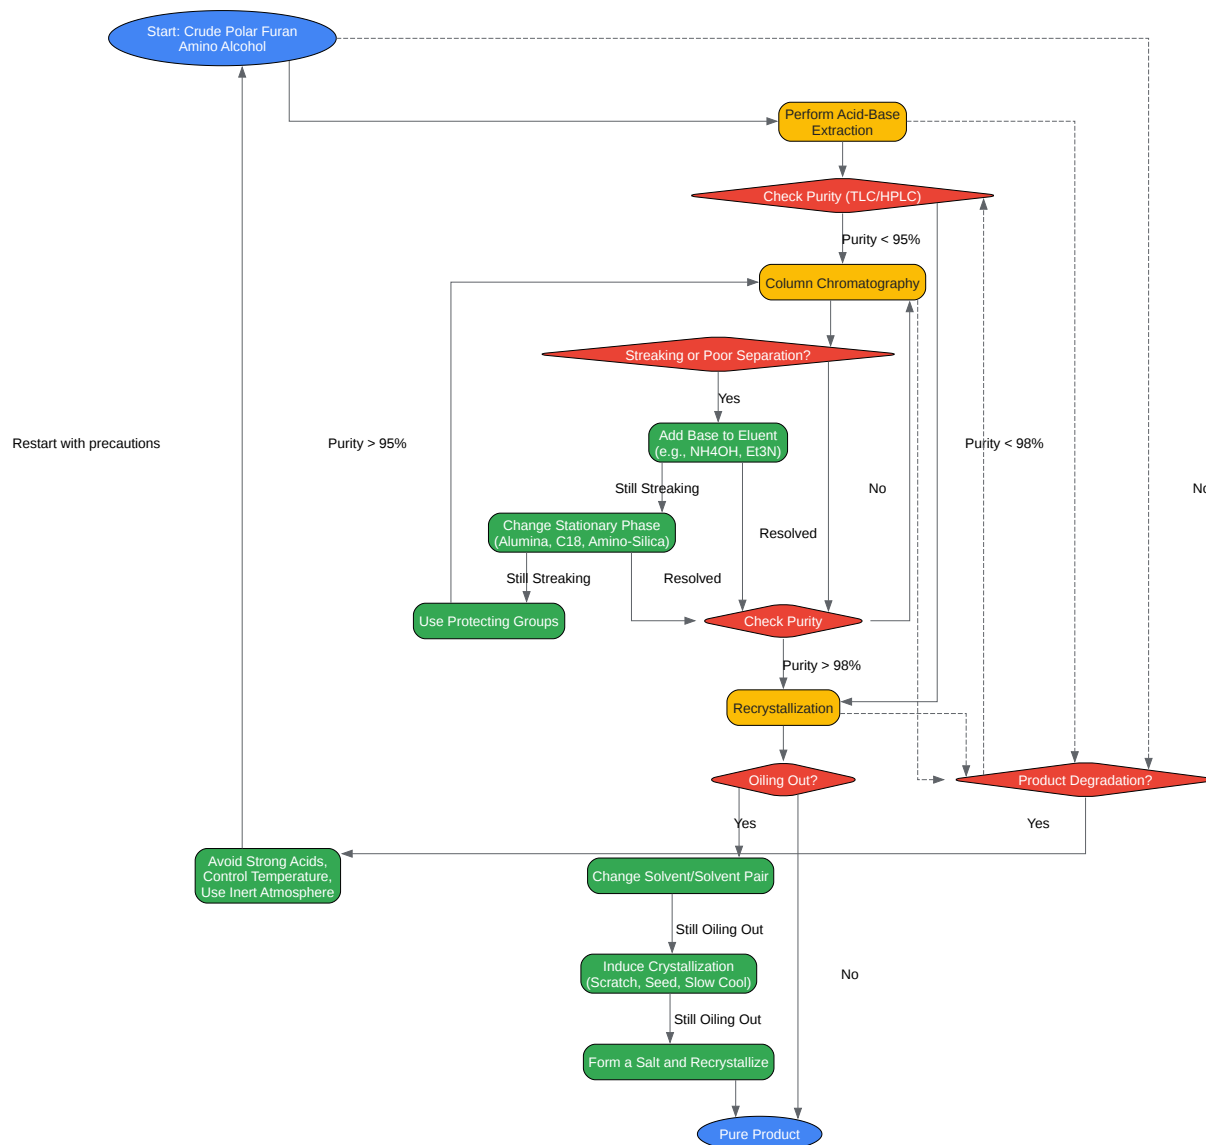 Start: Crude Polar Furan
Amino Alcohol
Perform Acid-Base
Extraction
Check Purity (TLC/HPLC)
Purity < 95%
Column Chromatography
Streaking or Poor Separation?
Yes
Add Base to Eluent
(e.g., NH4OH, Et3N)
Restart with precautions
Purity > 95%
Purity < 98%
Still Streaking
No
No
Change Stationary Phase
(Alumina, C18, Amino-Silica)
Resolved
Still Streaking
Resolved
Use Protecting Groups
Check Purity
Purity > 98%
Recrystallization
Oiling Out?
Product Degradation?
Yes
Yes
Avoid Strong Acids,
Control Temperature,
Use Inert Atmosphere
Change Solvent/Solvent Pair
Still Oiling Out
Induce Crystallization
(Scratch, Seed, Slow Cool)
No
Still Oiling Out
Form a Salt and Recrystallize
Pure Product